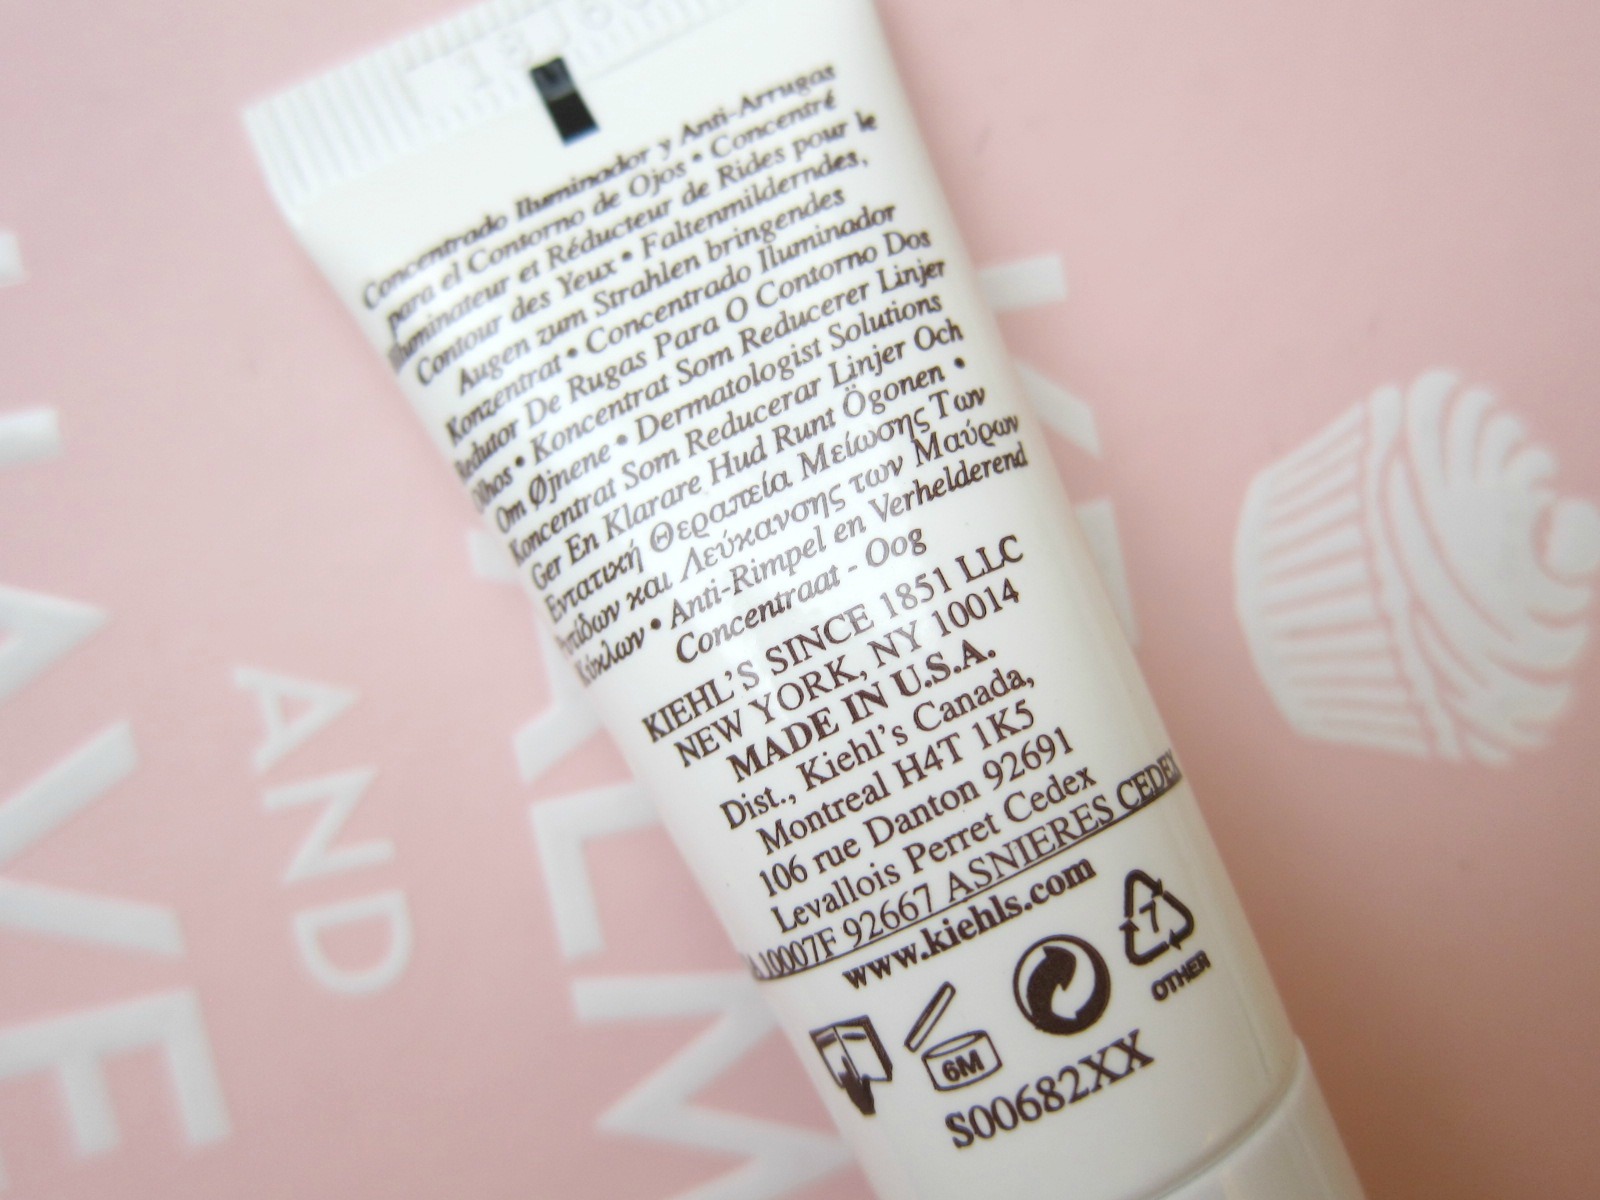 Concentrado Iluminador y Anti-Arrugas
para el Contorno de Ojos • Concentré
Illuminateur et Réducteur de Rides pour le
Contour des Yeux • Faltenmilderndes,
Augen zum Strahlen bringendes
Konzentrat • Concentrado Iluminador
Redutor De Rugas Para O Contorno Dos
Olhos • Koncentrat Som Reducerer Linjer
Om Øjnene • Dermatologist Solutions
Koncentrat Som Reducerar Linjer Och
Ger En Klarare Hud Runt Ögonen •
Εντατική Θεραπεία Μείωσης Των
Ρυτίδων και Λεύκανσης των Μαύρων
Κύκλων • Anti-Rimpel en Verhelderend
Concentraat - Oog
KIEHL'S SINCE 1851 LLC
NEW YORK, NY 10014
MADE IN U.S.A.
Dist., Kiehl's Canada,
Montreal H4T 1K5
106 rue Danton 92691
Levallois Perret Cedex
10007F 92667 ASNIERES CEDEX
www.kiehls.com
7
OTHER
6M
S00682XX
AND